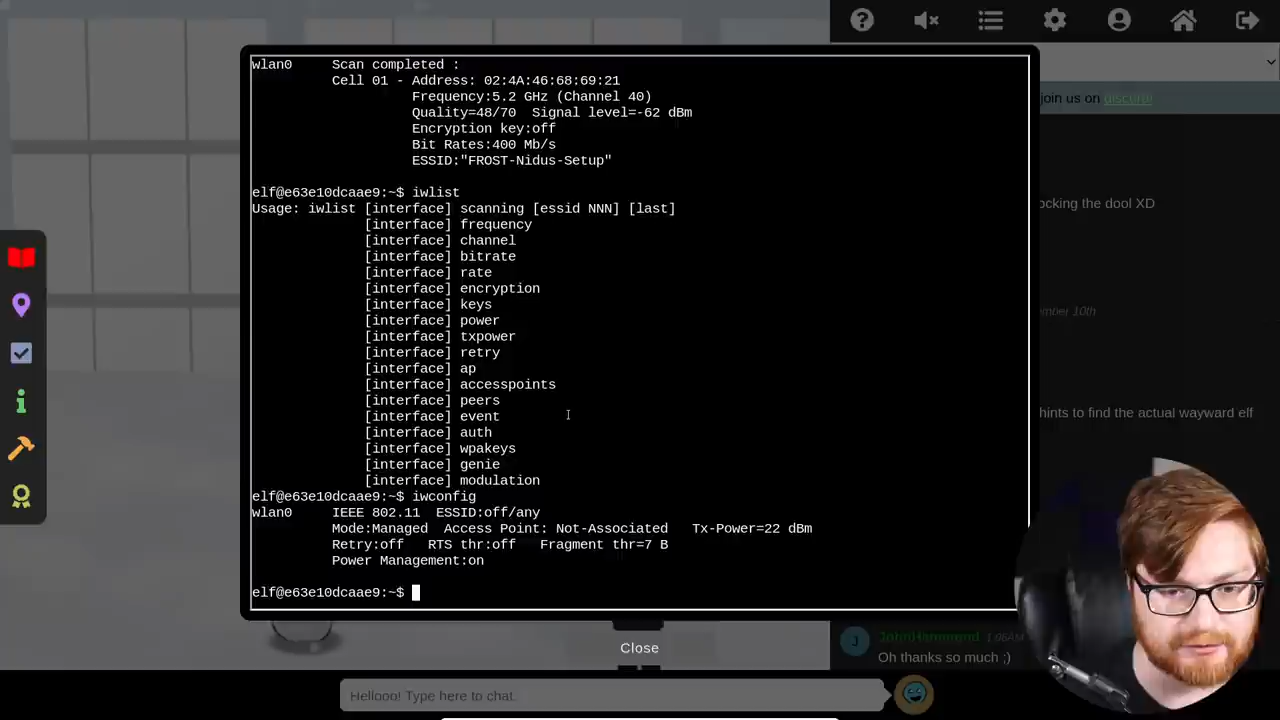 wlan0     Scan completed :
          Cell 01 - Address: 02:4A:46:68:69:21
                    Frequency:5.2 GHz (Channel 40)
                    Quality=48/70  Signal level=-62 dBm
                    Encryption key:off
                    Bit Rates:400 Mb/s
                    ESSID:"FROST-Nidus-Setup"
elf@e63e10dcaae9:~$ iwlist
Usage: iwlist [interface] scanning [essid NNN] [last]
              [interface] frequency
              [interface] channel
              [interface] bitrate
              [interface] rate
              [interface] encryption
              [interface] keys
              [interface] power
              [interface] txpower
              [interface] retry
              [interface] ap
              [interface] accesspoints
              [interface] peers
              [interface] event
              [interface] auth
              [interface] wpakeys
              [interface] genie
              [interface] modulation
elf@e63e10dcaae9:~$ iwconfig
wlan0     IEEE 802.11  ESSID:off/any
          Mode:Managed  Access Point: Not-Associated   Tx-Power=22 dBm
          Retry:off   RTS thr:off   Fragment thr=7 B
          Power Management:on
elf@e63e10dcaae9:~$
Close
Hellooo! Type here to chat.
join us on discord
ocking the dool XD
mber 10th
hints to find the actual wayward elf
J
JohnHammond 1:06AM
Oh thanks so much ;)